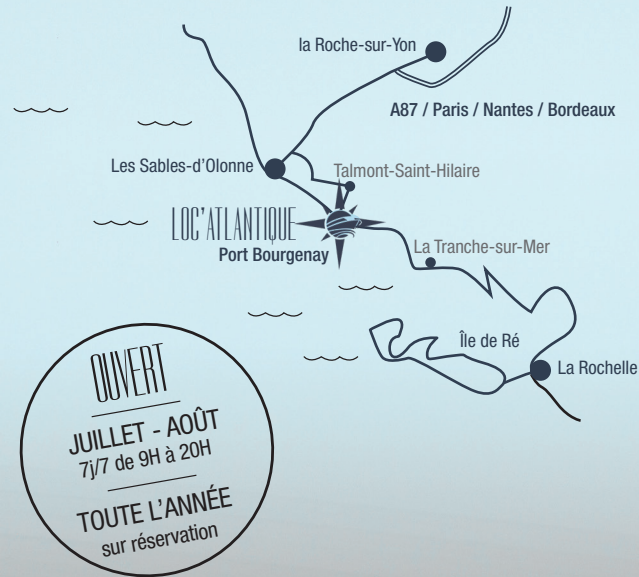 la Roche-sur-Yon
A87 / Paris / Nantes / Bordeaux
Les Sables-d'Olonne
Talmont-Saint-Hilaire
LOC'ATLANTIQUE
Port Bourgenay
La Tranche-sur-Mer
Île de Ré
La Rochelle
OUVERT
JUILLET - AOÛT
7j/7 de 9H à 20H
TOUTE L'ANNÉE
sur réservation